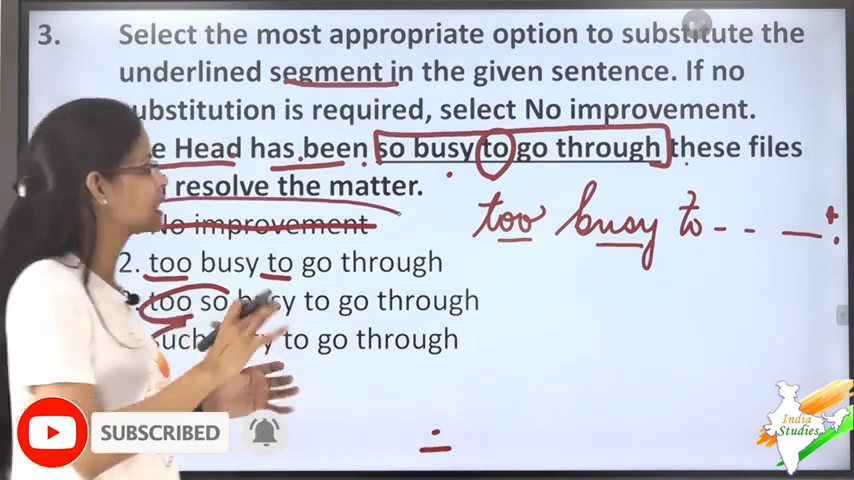 3. Select the most appropriate option to substitute the
underlined segment in the given sentence. If no
substitution is required, select No improvement.
Head has been so busy to go through these files
resolve the matter.
No improvement
too busy to - - —
2. too busy to go through
too so busy to go through
such to go through
SUBSCRIBED
India
Studies